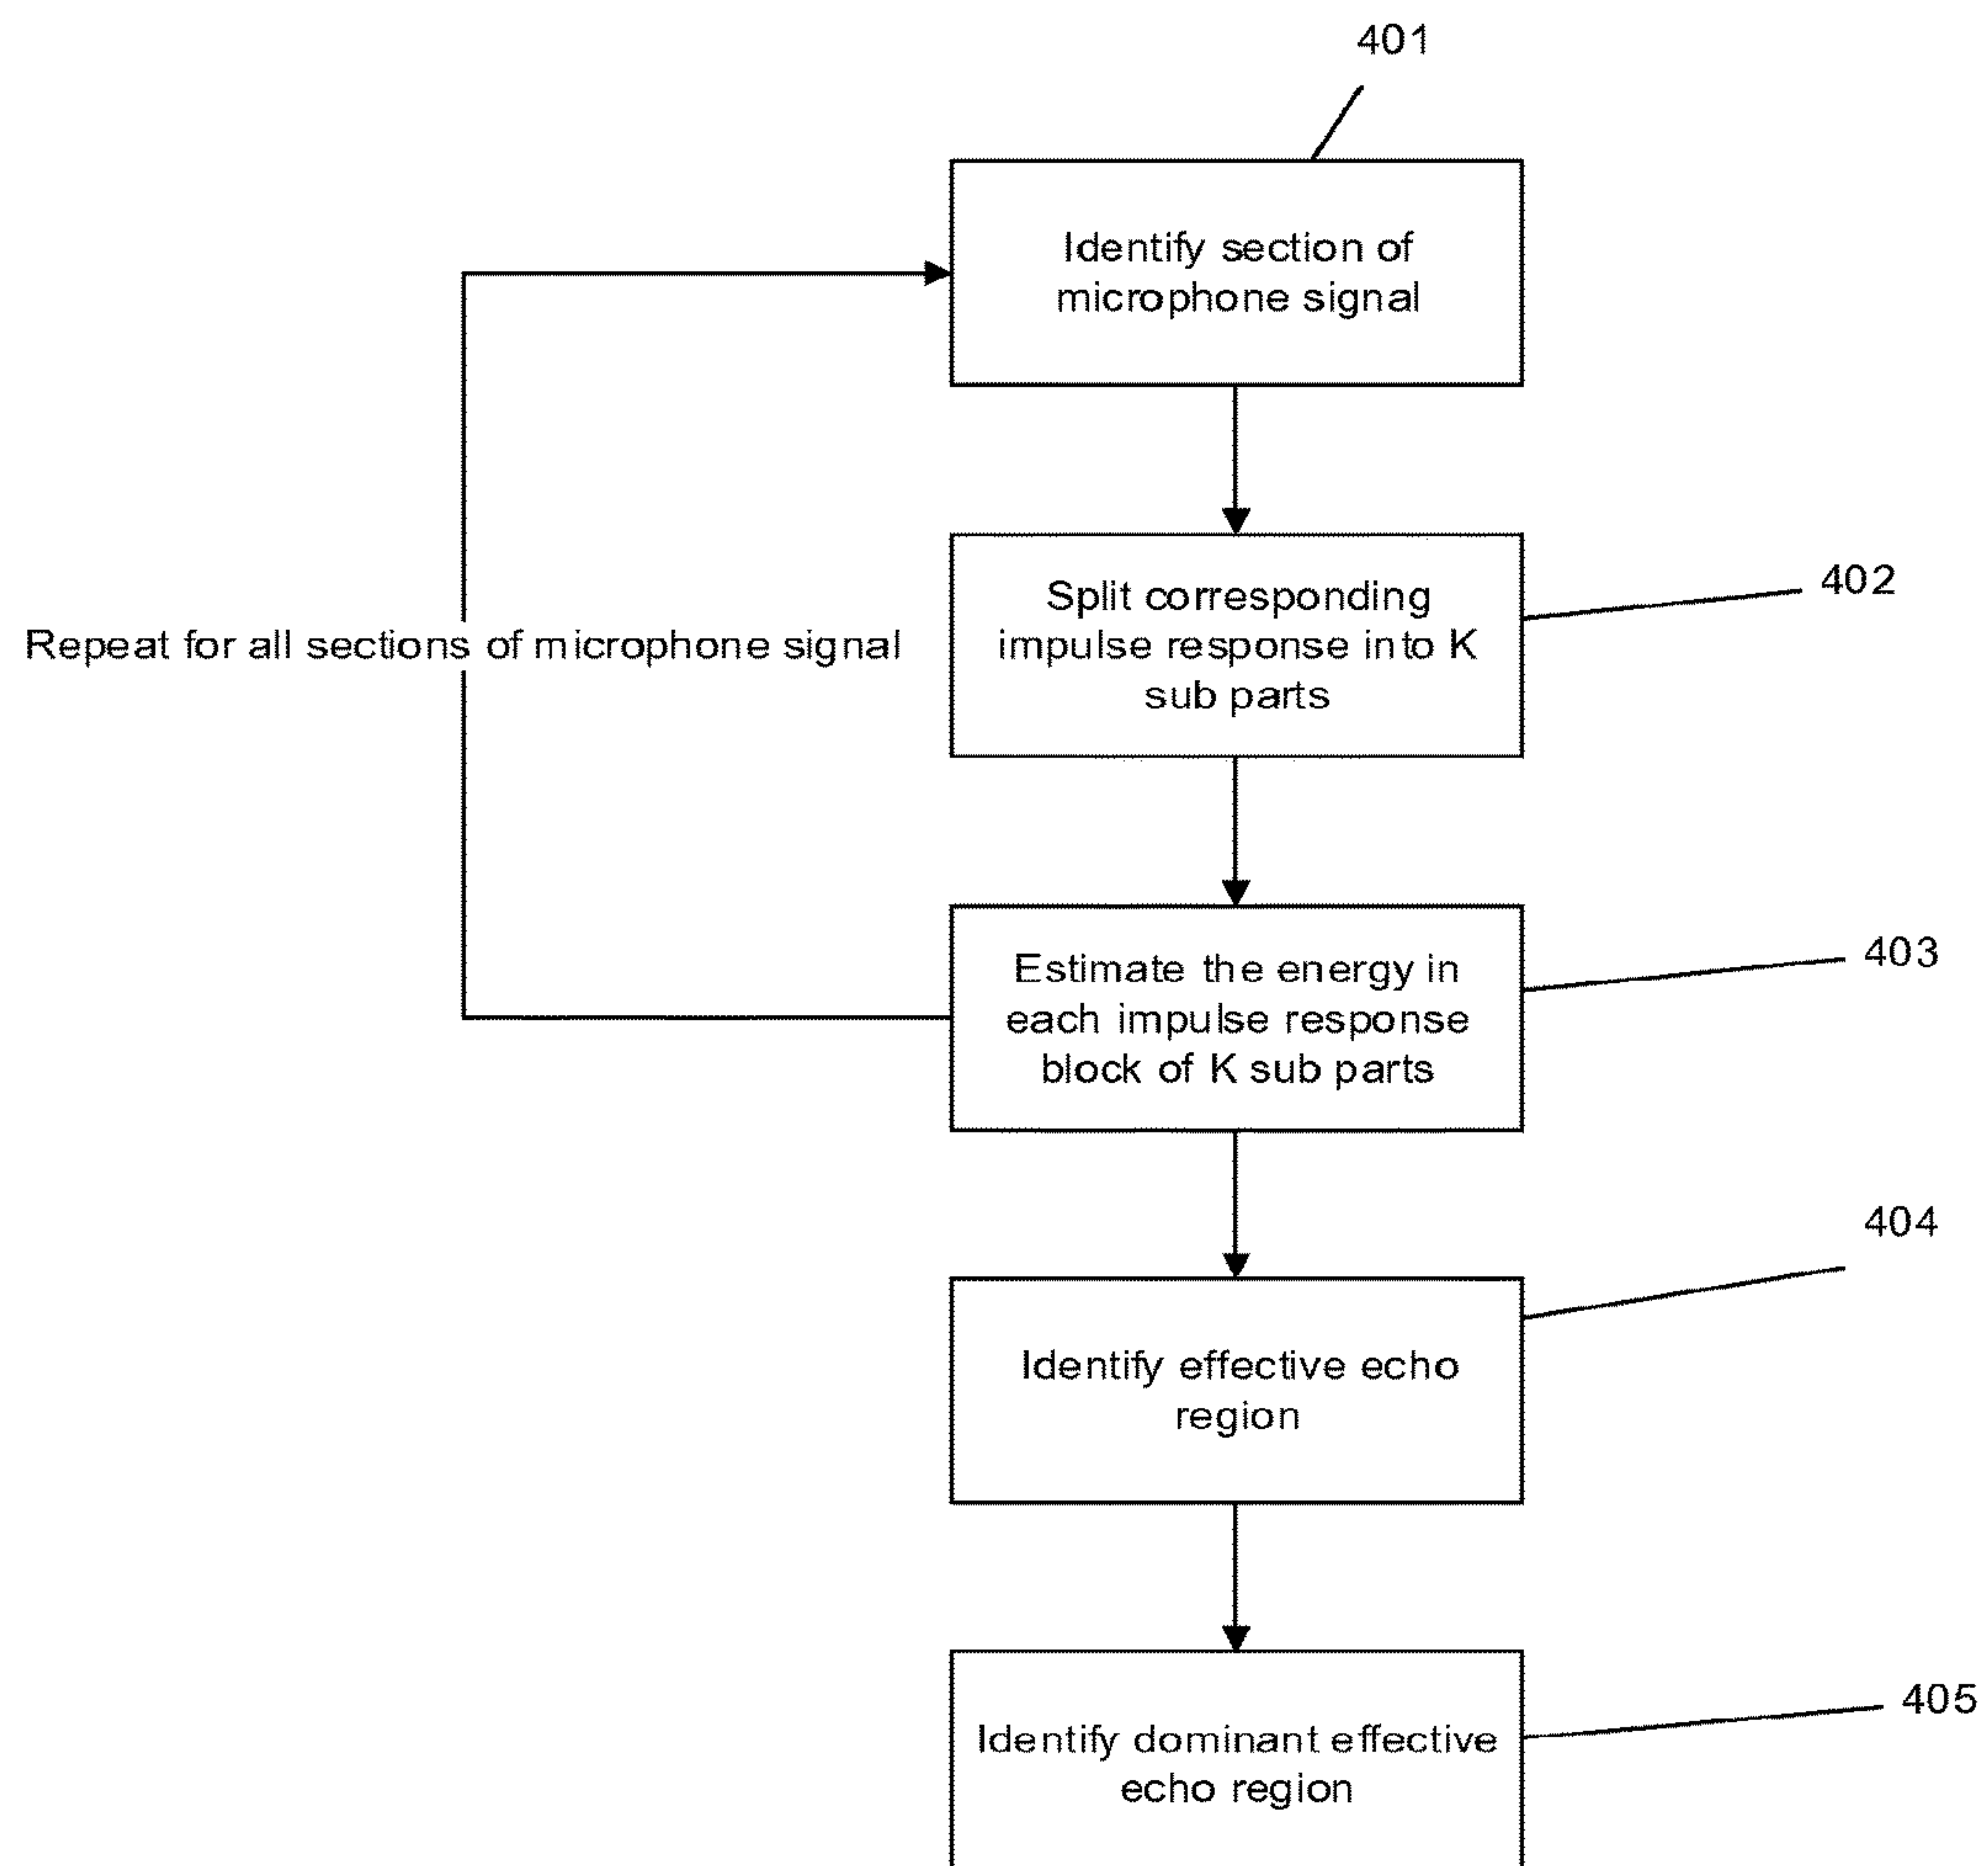 401
Identify section of
microphone signal
402
Split corresponding
impulse response into K
sub parts
Repeat for all sections of microphone signal
403
Estimate the energy in
each impulse response
block of K sub parts
404
Identify effective echo
region
405
Identify dominant effective
echo region